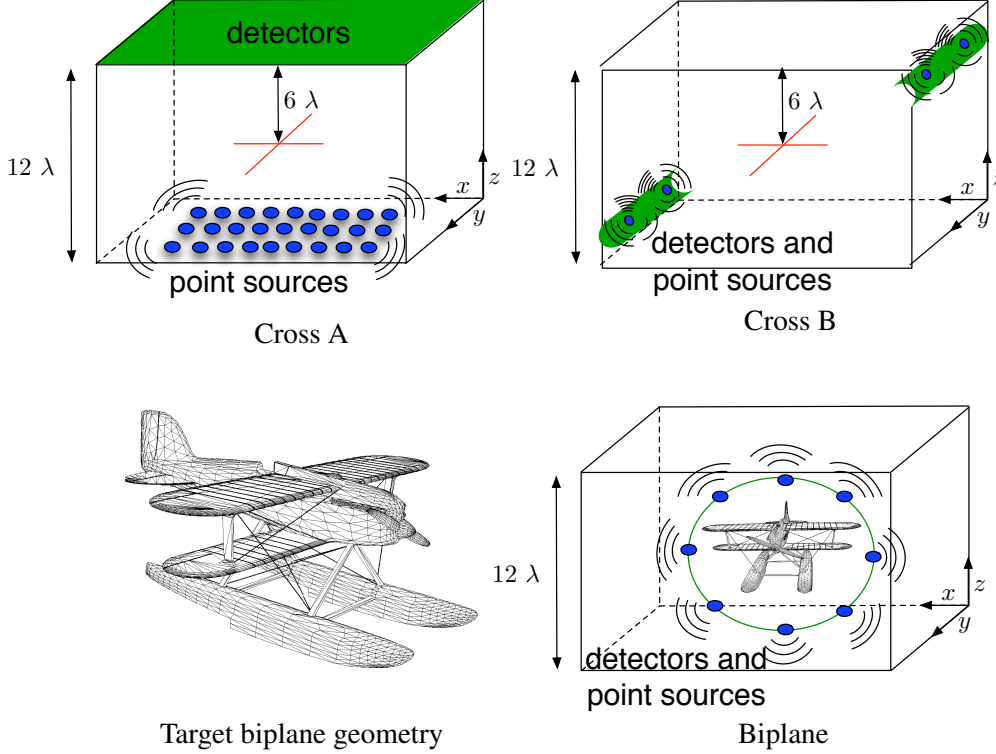 detectors
6 λ
12 λ
x
y
z
point sources
Cross A
6 λ
12 λ
x
y
z
detectors and
point sources
Cross B
Target biplane geometry
12 λ
x
y
z
detectors and
point sources
Biplane